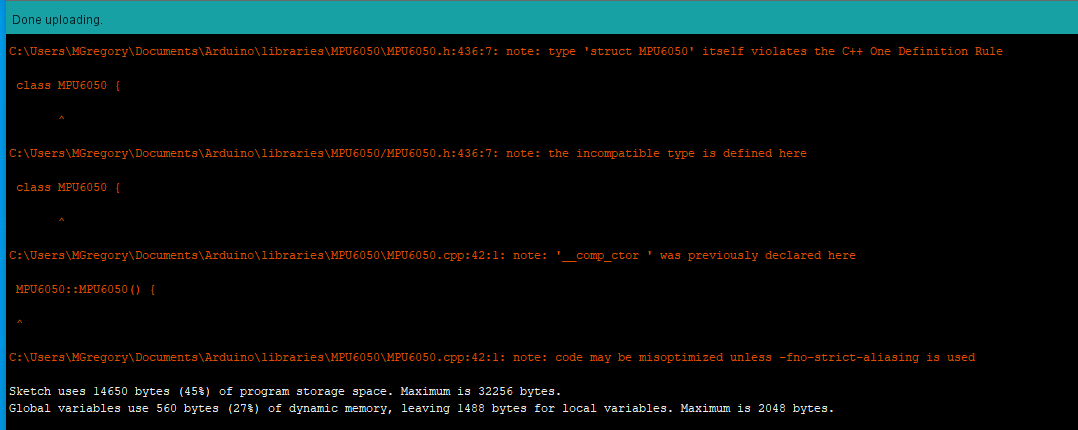 Done uploading.
C:\Users\MGregory\Documents\Arduino\libraries\MPU6050\MPU6050.h:436:7: note: type 'struct MPU6050' itself violates the C++ One Definition Rule
class MPU6050 {
^
C:\Users\MGregory\Documents\Arduino\libraries\MPU6050/MPU6050.h:436:7: note: the incompatible type is defined here
class MPU6050 {
^
C:\Users\MGregory\Documents\Arduino\libraries\MPU6050\MPU6050.cpp:42:1: note: '__comp_ctor ' was previously declared here
MPU6050::MPU6050() {
^
C:\Users\MGregory\Documents\Arduino\libraries\MPU6050\MPU6050.cpp:42:1: note: code may be misoptimized unless -fno-strict-aliasing is used
Sketch uses 14650 bytes (45%) of program storage space. Maximum is 32256 bytes.
Global variables use 560 bytes (27%) of dynamic memory, leaving 1488 bytes for local variables. Maximum is 2048 bytes.